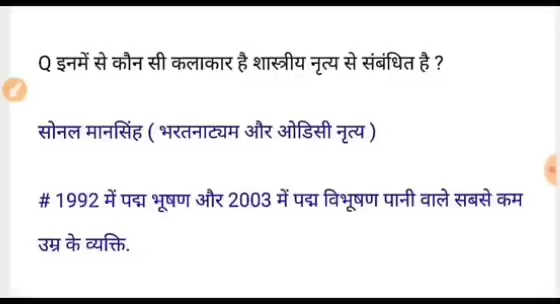 Q इनमें से कौन सी कलाकार है शास्त्रीय नृत्य से संबंधित है ?
सोनल मानसिंह ( भरतनाट्यम और ओडिसी नृत्य )
# 1992 में पद्म भूषण और 2003 में पद्म विभूषण पानी वाले सबसे कम
उम्र के व्यक्ति.